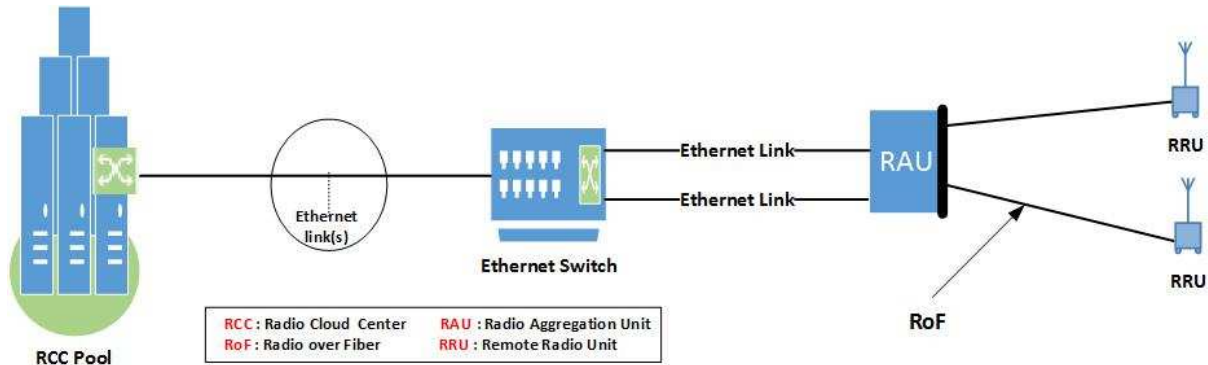 Ethernet Link
RAU
RRU
Ethernet
link(s)
Ethernet Link
Ethernet Switch
RRU
RoF
RCC : Radio Cloud Center RAU : Radio Aggregation Unit
RoF : Radio over Fiber RRU : Remote Radio Unit
RCC Pool